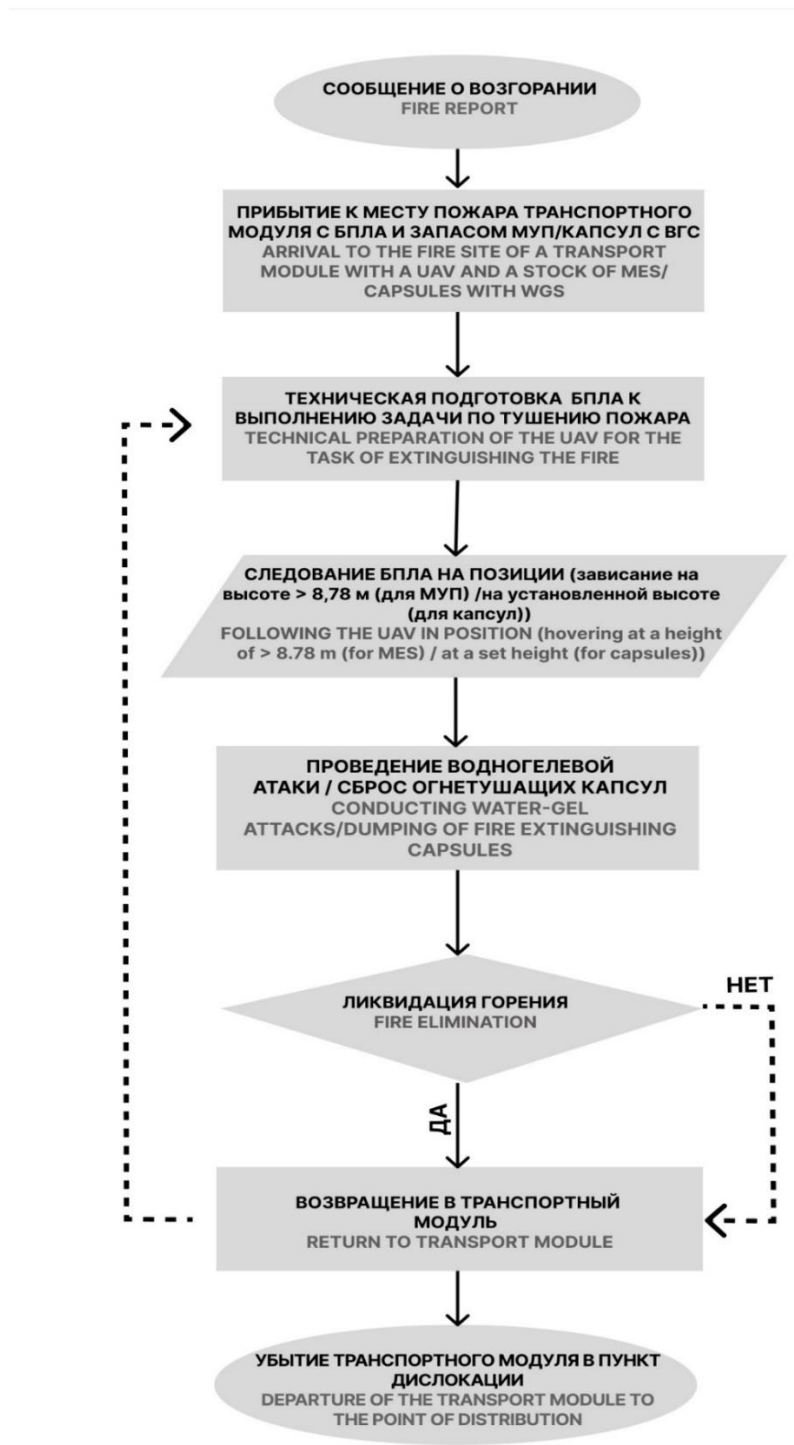 СООБЩЕНИЕ О ВОЗГОРАНИИ
FIRE REPORT
ПРИБЫТИЕ К МЕСТУ ПОЖАРА ТРАНСПОРТНОГО
МОДУЛЯ С БПЛА И ЗАПАСОМ МУП/КАПСУЛ С ВГС
ARRIVAL TO THE FIRE SITE OF A TRANSPORT
MODULE WITH A UAV AND A STOCK OF MES/
CAPSULES WITH WGS
ТЕХНИЧЕСКАЯ ПОДГОТОВКА БПЛА К
ВЫПОЛНЕНИЮ ЗАДАЧИ ПО ТУШЕНИЮ ПОЖАРА
TECHNICAL PREPARATION OF THE UAV FOR THE
TASK OF EXTINGUISHING THE FIRE
СЛЕДОВАНИЕ БПЛА НА ПОЗИЦИИ (зависание на
высоте > 8,78 м (для МУП) /на установленной высоте
(для капсул))
FOLLOWING THE UAV IN POSITION (hovering at a height
of > 8.78 m (for MES) / at a set height (for capsules))
ПРОВЕДЕНИЕ ВОДНОГЕЛЕВОЙ
АТАКИ / СБРОС ОГНЕТУШАЩИХ КАПСУЛ
CONDUCTING WATER-GEL
ATTACKS/DUMPING OF FIRE EXTINGUISHING
CAPSULES
ЛИКВИДАЦИЯ ГОРЕНИЯ
FIRE ELIMINATION
НЕТ
ДА
ВОЗВРАЩЕНИЕ В ТРАНСПОРТНЫЙ
МОДУЛЬ
RETURN TO TRANSPORT MODULE
УБЫТИЕ ТРАНСПОРТНОГО МОДУЛЯ В ПУНКТ
ДИСЛОКАЦИИ
DEPARTURE OF THE TRANSPORT MODULE TO
THE POINT OF DISTRIBUTION